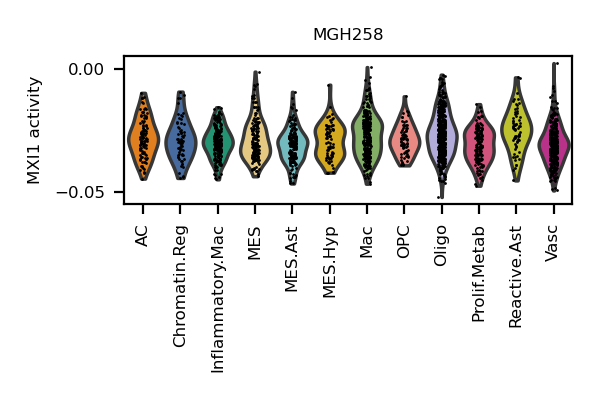 MGH258
MXI1 activity
0.00
−0.05
AC
Chromatin.Reg
Inflammatory.Mac
MES
MES.Ast
MES.Hyp
Mac
OPC
Oligo
Prolif.Metab
Reactive.Ast
Vasc